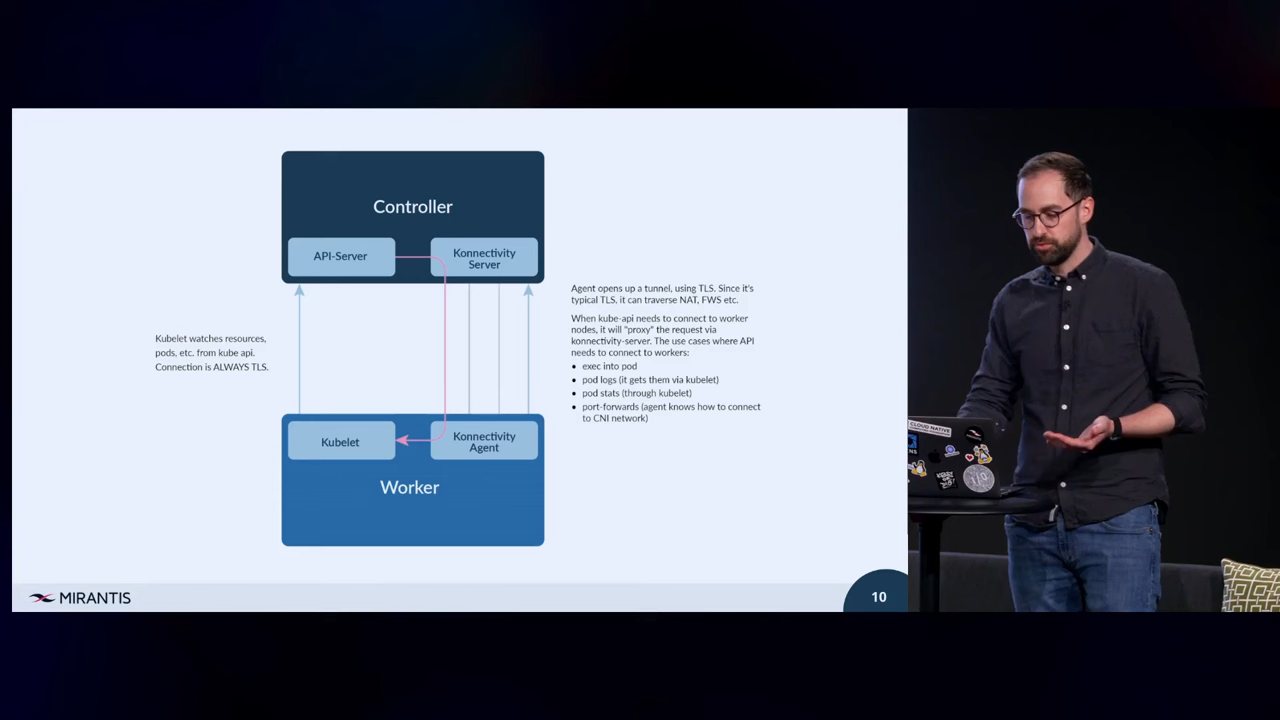 Controller
API-Server
Konnectivity
Server
Kubelet watches resources,
pods, etc. from kube api.
Connection is ALWAYS TLS.
Agent opens up a tunnel, using TLS. Since it's
typical TLS, it can traverse NAT, FWS etc.
When kube-api needs to connect to worker
nodes, it will "proxy" the request via
konnectivity-server. The use cases where API
needs to connect to workers:
• exec into pod
• pod logs (it gets them via kubelet)
• pod stats (through kubelet)
• port-forwards (agent knows how to connect
to CNI network)
Kubelet
Konnectivity
Agent
Worker
MIRANTIS
10
CLOUD NATIVE